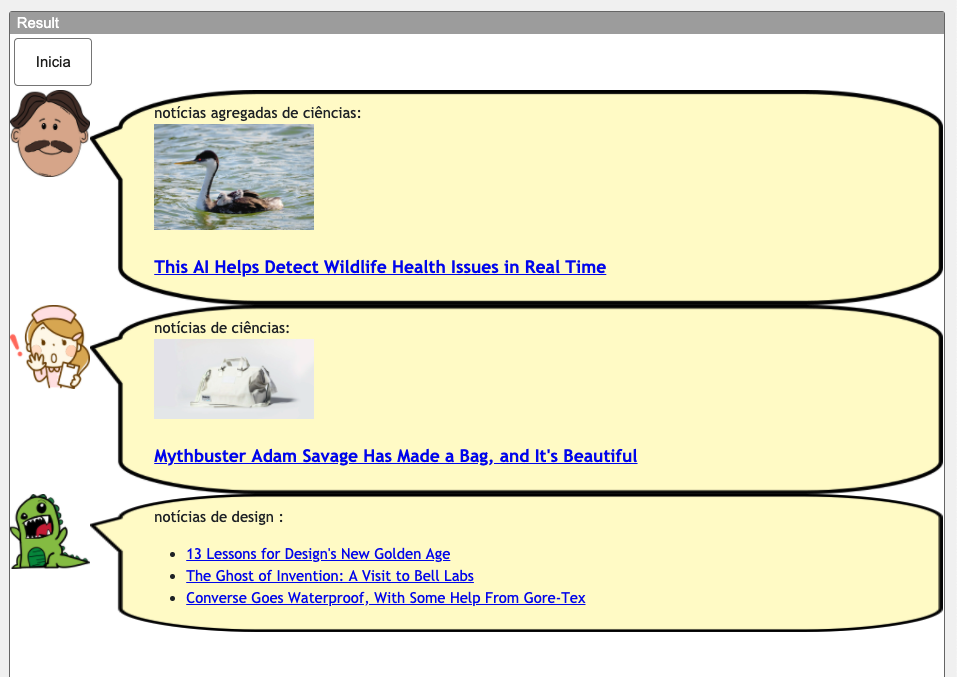 Result
Inicia
notícias agregadas de ciências:
This AI Helps Detect Wildlife Health Issues in Real Time
notícias de ciências:
Mythbuster Adam Savage Has Made a Bag, and It's Beautiful
notícias de design :
13 Lessons for Design's New Golden Age
The Ghost of Invention: A Visit to Bell Labs
Converse Goes Waterproof, With Some Help From Gore-Tex